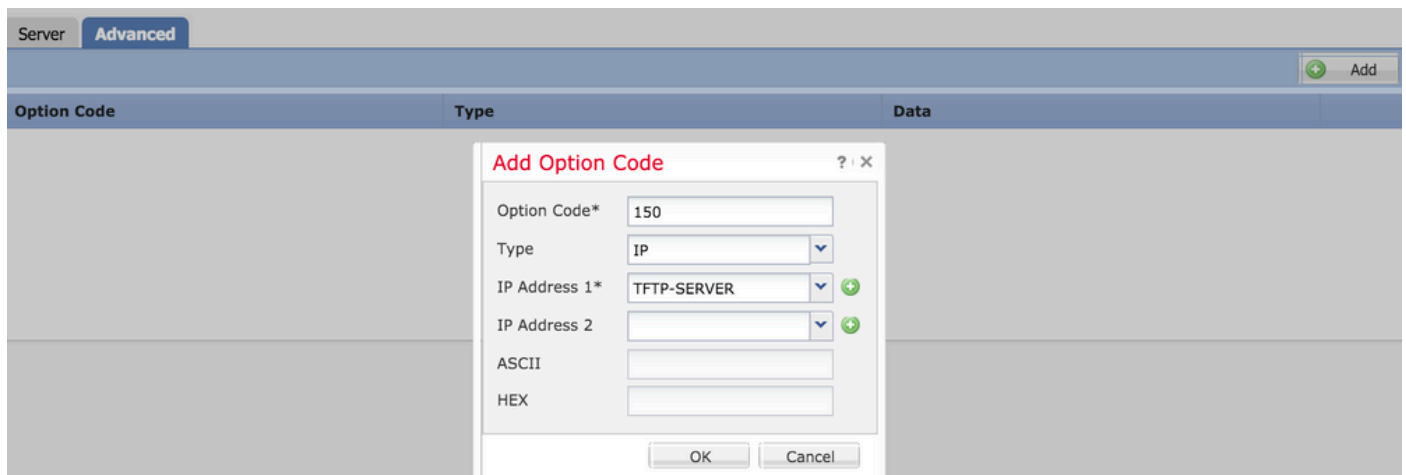 Server Advanced
Add
Option Code Type Data
Add Option Code ?
Option Code* 150
Type IP
IP Address 1* TFTP-SERVER
IP Address 2
ASCII
HEX
OK Cancel